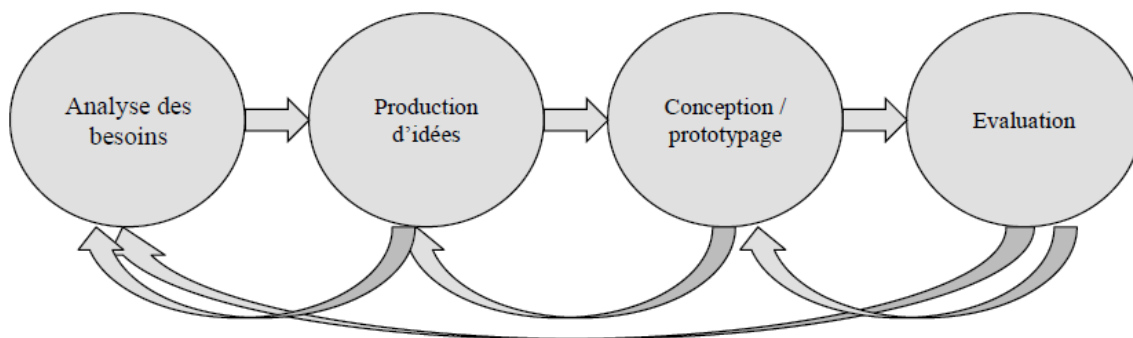 Analyse des
besoins
Production
d'idées
Conception /
prototypage
Evaluation